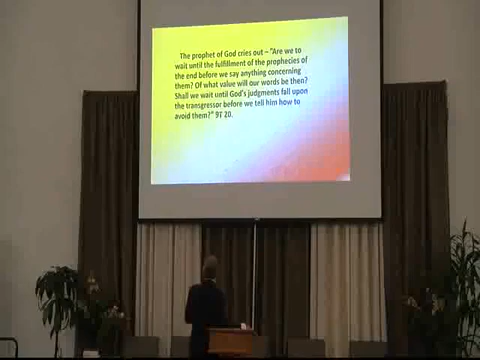 The prophet of God cries out – "Are we to
wait until the fulfillment of the prophecies of
the end before we say anything concerning
them? Of what value will our words be then?
Shall we wait until God's judgments fall upon
the transgressor before we tell him how to
avoid them?" 9T 20.